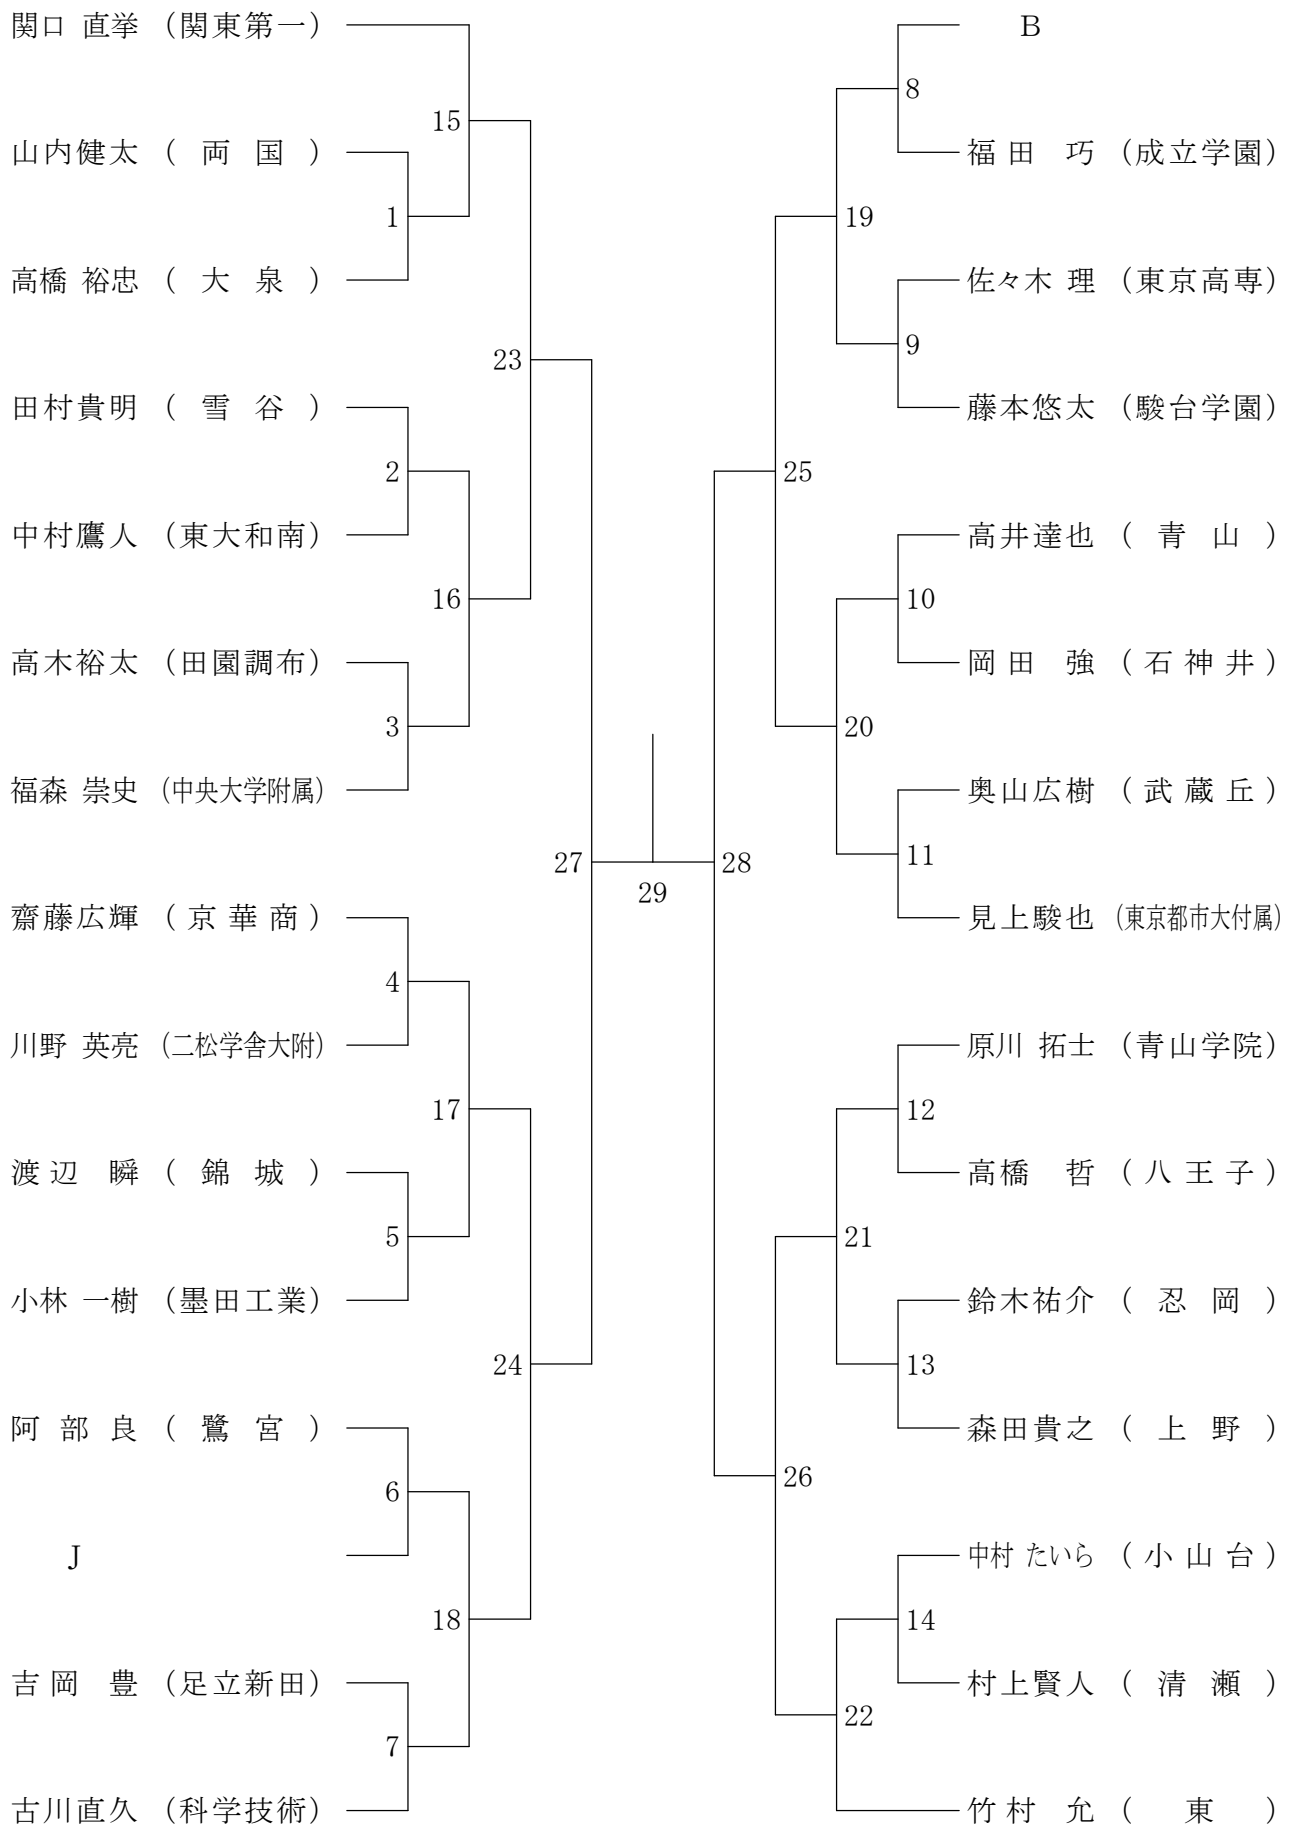 関口 直挙 （関東第一）
15
山内健太 （ 両 国 ）
1
高橋 裕忠 （ 大 泉 ）
23
田村貴明 （ 雪 谷 ）
2
中村鷹人 （東大和南）
16
高木裕太 （田園調布）
3
福森 崇史 （中央大学附属）
27
齋藤広輝 （ 京 華 商 ）
4
川野 英亮 （二松学舎大附）
17
渡 辺 瞬 （ 錦 城 ）
5
小林 一樹 （墨田工業）
24
阿 部 良 （ 鷺 宮 ）
6
J
18
吉 岡 豊 （足立新田）
7
古川直久 （科学技術）
29
B
8
福 田 巧 （成立学園）
19
佐々木 理 （東京高専）
9
藤本悠太 （駿台学園）
25
高井達也 （ 青 山 ）
10
岡 田 強 （ 石 神 井 ）
20
奥山広樹 （ 武 蔵 丘 ）
11
28
見上駿也 （東京都市大付属）
原川 拓士 （青山学院）
12
高橋 哲 （ 八 王 子 ）
21
鈴木祐介 （ 忍 岡 ）
13
森田貴之 （ 上 野 ）
26
中村 たいら （ 小 山 台 ）
14
村上賢人 （ 清 瀬 ）
22
竹 村 允 （ 東 ）